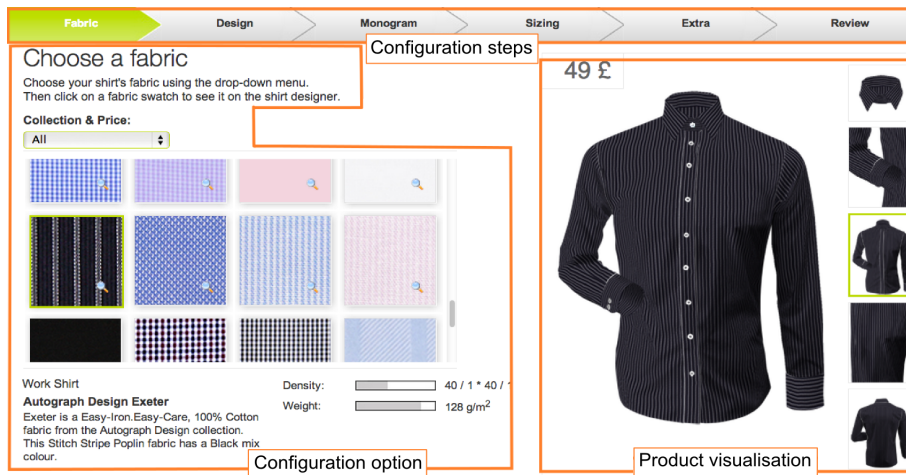 Fabric Design Monogram Sizing Extra Review
Configuration steps
Choose a fabric
Choose your shirt's fabric using the drop-down menu.
Then click on a fabric swatch to see it on the shirt designer.
Collection & Price:
All
49 £
Work Shirt
Autograph Design Exeter
Exeter is a Easy-Iron.Easy-Care, 100% Cotton
fabric from the Autograph Design collection.
This Stitch Stripe Poplin fabric has a Black mix
colour.
Density: 40 / 1 * 40 /
Weight: 128 g/m²
Configuration option
Product visualisation